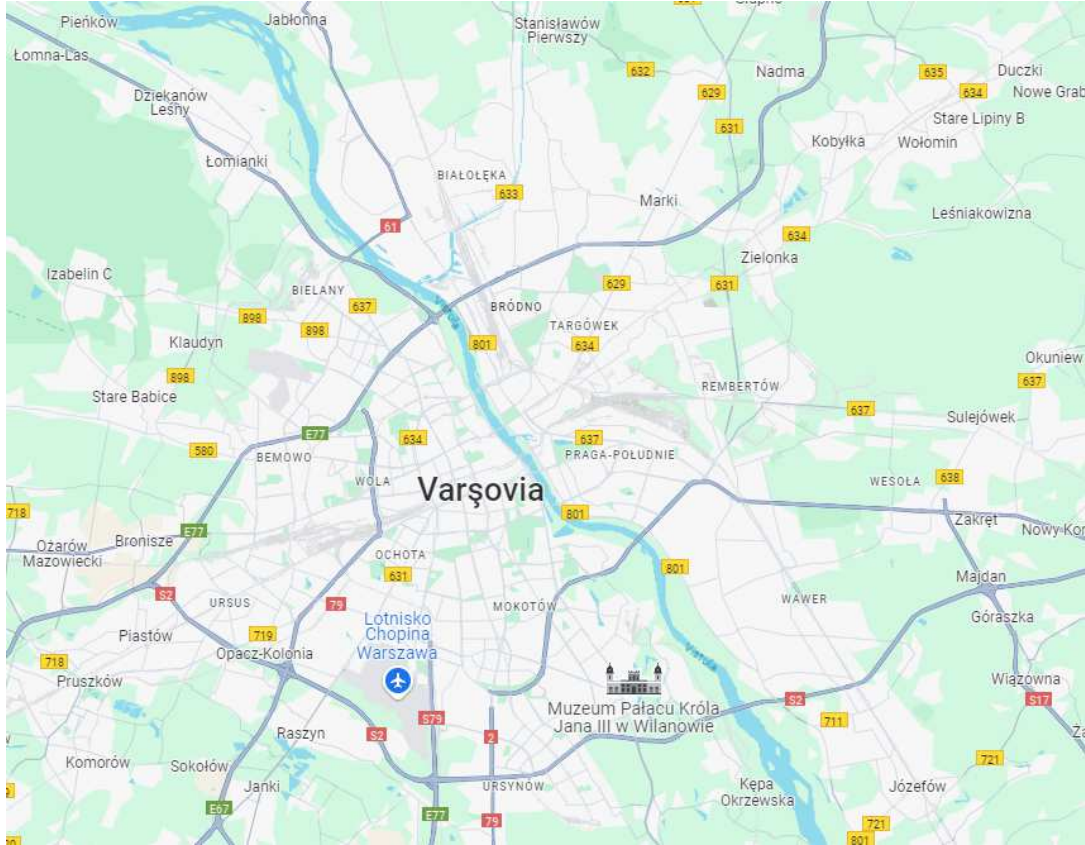 Pieńków
Jabłonna
Stanisławów
Pierwszy
Łomna-Las
632
635
Duczki
Nadma
634
Nowe Grab
629
Dziekanów
Leśny
Stare Lipiny B
631
Kobyłka
Wołomin
Łomianki
BIAŁOŁĘKA
633
Marki
Leśniakowizna
61
634
Zielonka
Izabelin C
BIELANY
629
631
637
BRÓDNO
Vistula
898
TARGÓWEK
898
Klaudyn
801
634
Okuniew
898
REMBERTÓW
637
Stare Babice
637
Sulejówek
E77
634
637
580
BEMOWO
PRAGA-POŁUDNIE
WOLA
Varşovia
WESOŁA
638
718
801
Zakręt
E77
Nowy Kon
Ożarów
Mazowiecki
Bronisze
OCHOTA
631
801
Majdan
S2
URSUS
79
MOKOTÓW
WAWER
Góraszka
Piastów
719
Lotnisko
Chopina
Warszawa
718
Opacz-Kolonia
Vistula
Pruszków
Wiązowna
S2
S17
Muzeum Pałacu Króla
Jana III w Wilanowie
S79
711
Raszyn
S2
2
721
Komorów
Sokołów
Janki
URSYNÓW
Kępa
Okrzewska
Józefów
E67
E77
79
721
801